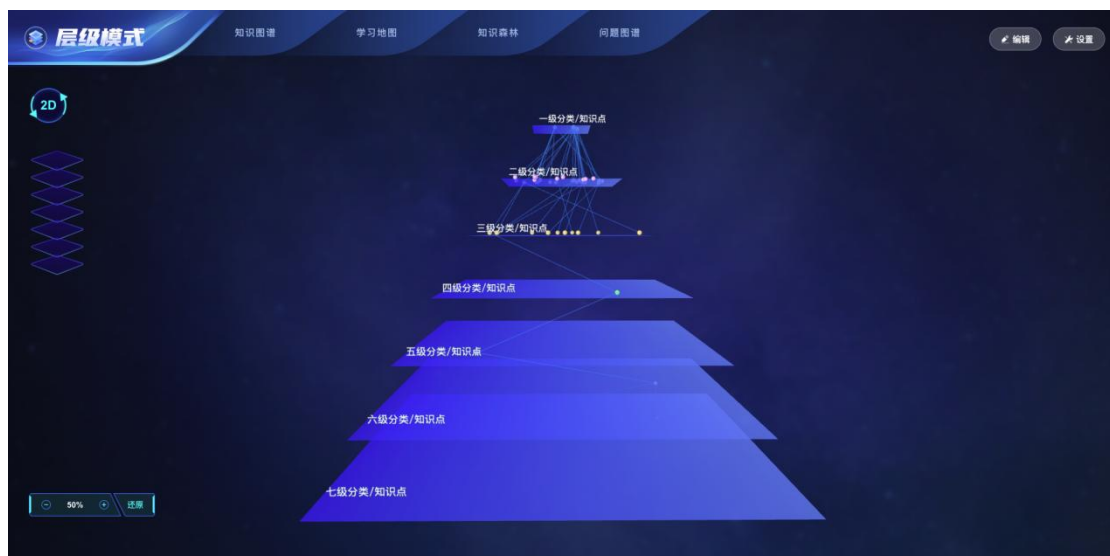 层级模式
知识图谱
学习地图
知识森林
问题图谱
编辑
设置
2D
一级分类/知识点
二级分类/知识点
三级分类/知识点
四级分类/知识点
五级分类/知识点
六级分类/知识点
七级分类/知识点
50%
还原